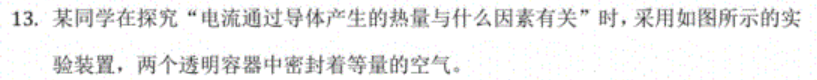 13. 某同学在探究“电流通过导体产生的热量与什么因素有关”时，采用如图所示的实
验装置，两个透明容器中密封着等量的空气。